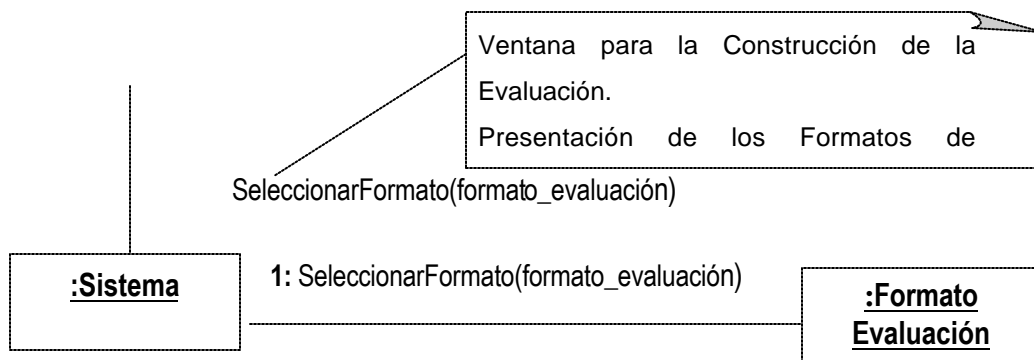 Ventana para la Construcción de la
Evaluación.
Presentación de los Formatos de
SeleccionarFormato(formato_evaluación)
:Sistema
1: SeleccionarFormato(formato_evaluación)
:Formato
Evaluación